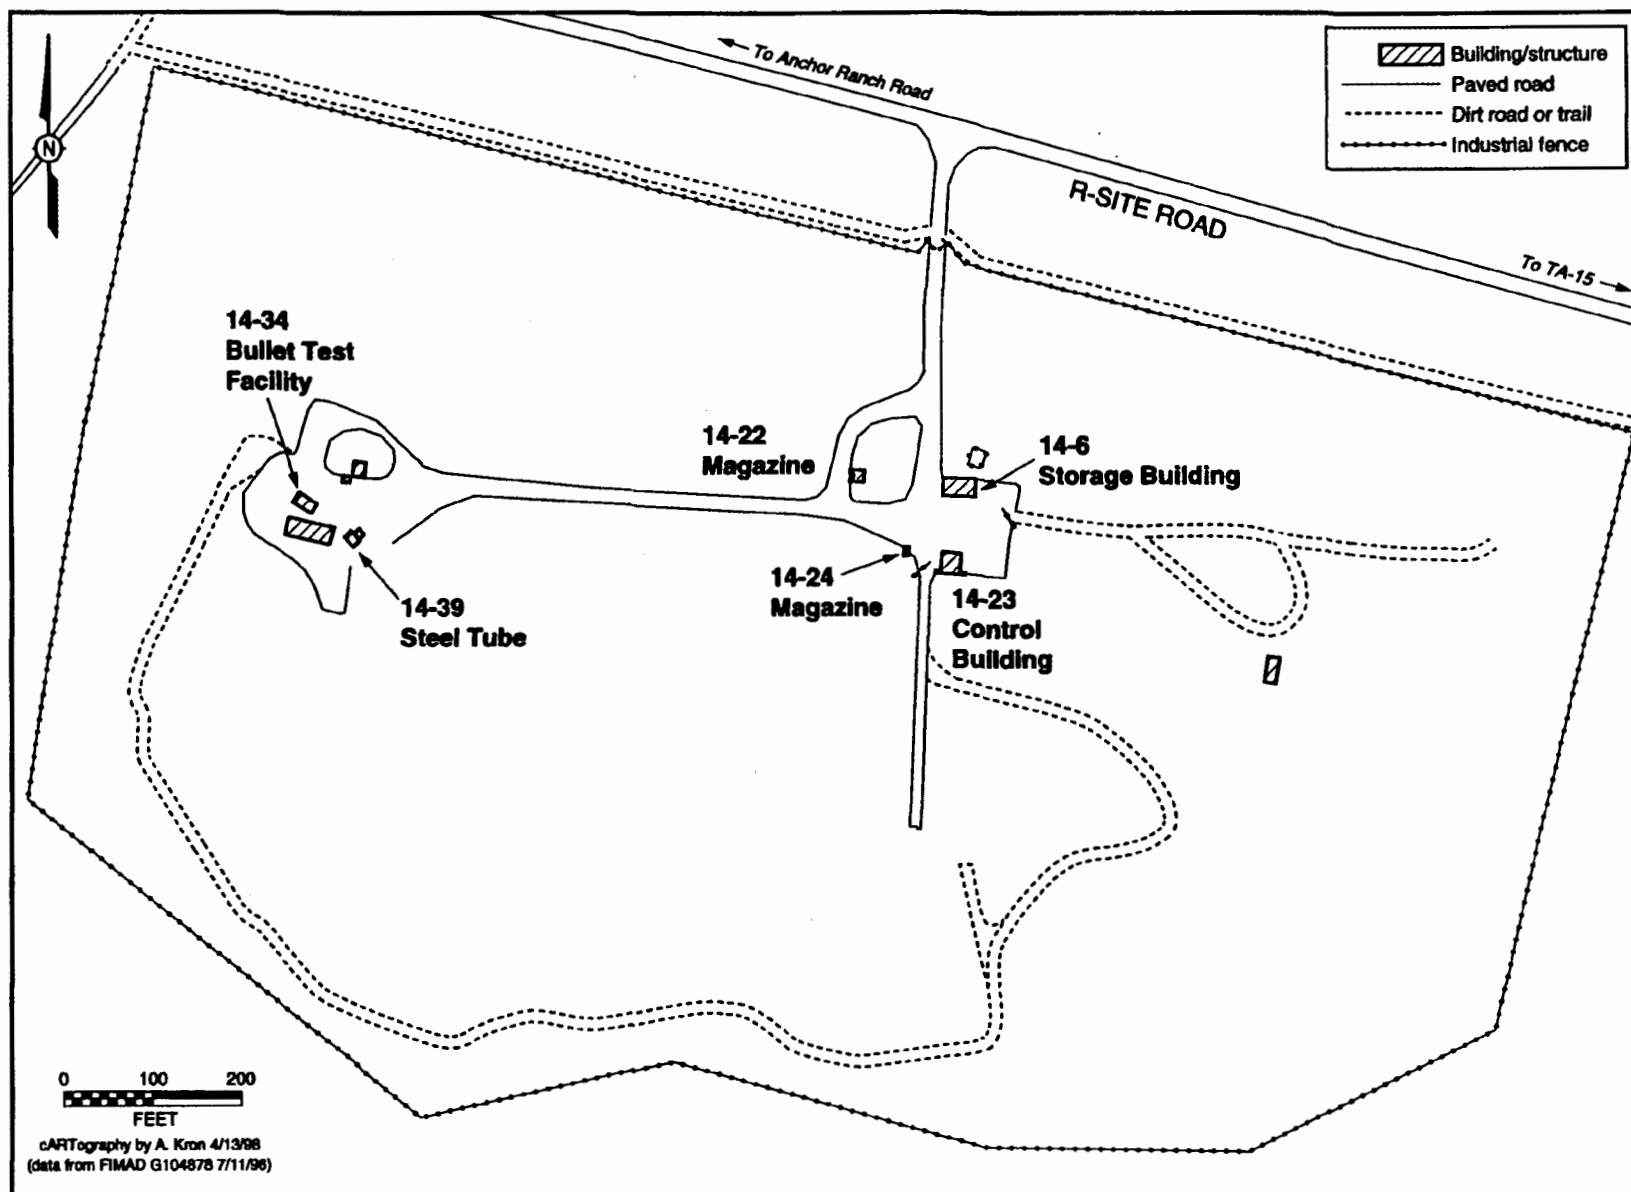 To Anchor Ranch Road
Building/structure
Paved road
Dirt road or trail
Industrial fence
N
R-SITE ROAD
To TA-15
14-34
Bullet Test
Facility
14-22
Magazine
14-6
Storage Building
14-24
Magazine
14-23
Control
Building
14-39
Steel Tube
0 100 200
FEET
cARTography by A. Kron 4/13/98
(data from FIMAD G104878 7/11/96)